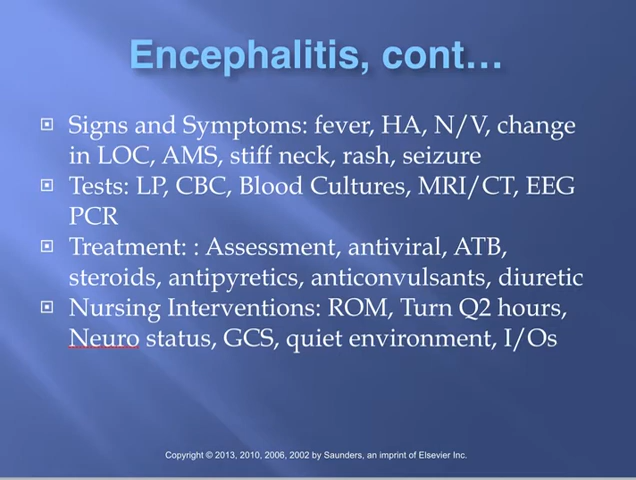 Encephalitis, cont…
Signs and Symptoms: fever, HA, N/V, change
in LOC, AMS, stiff neck, rash, seizure
Tests: LP, CBC, Blood Cultures, MRI/CT, EEG
PCR
Treatment: : Assessment, antiviral, ATB,
steroids, antipyretics, anticonvulsants, diuretic
Nursing Interventions: ROM, Turn Q2 hours,
Neuro status, GCS, quiet environment, I/Os
Copyright © 2013, 2010, 2006, 2002 by Saunders, an imprint of Elsevier Inc.